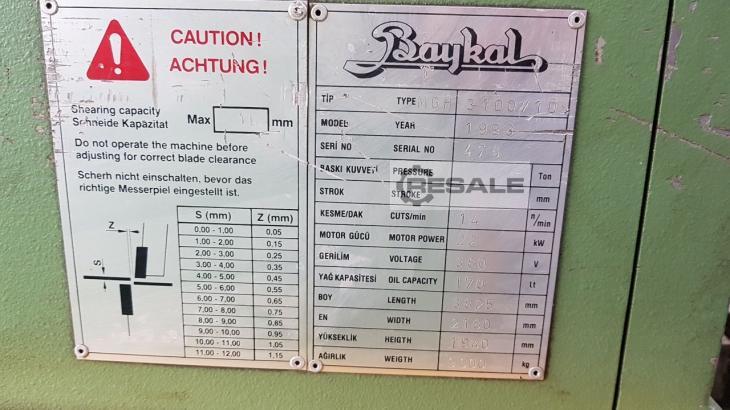 CAUTION!
ACHTUNG!
Shearing capacity
Schneide Kapazitat
Max mm
Do not operate the machine before
adjusting for correct blade clearance
Scherh nicht einschalten, bevor das
richtige Messerpiel eingestellt ist.
Z
S
S (mm) Z (mm)
0,00 - 1,00 0,05
1,00 - 2,00 0,15
2,00 - 3,00 0,25
3,00 - 4,00 0,35
4,00 - 5,00 0,45
5,00 - 6,00 0,55
6,00 - 7,00 0,65
7,00 - 8,00 0,75
8,00 - 9,00 0,85
9,00 - 10,00 0,95
10,00 - 11,00 1,05
11,00 - 12,00 1,15
Baykal
TİP TYPE 3100/10
MODEL YEAH
SERİ NO SERIAL NO
BASKI KUVVETİ PRESSURE Ton
STROK STROKE mm
RESALE
KESME/DAK CUTS/min 14 n/min
MOTOR GÜCÜ MOTOR POWER kW
GERİLİM VOLTAGE 380 V
YAĞ KAPASİTESİ OIL CAPACITY 170 Lt
BOY LENGTH mm
EN WIDTH mm
YÜKSEKLİK HEIGTH mm
AĞIRLIK WEIGTH kg